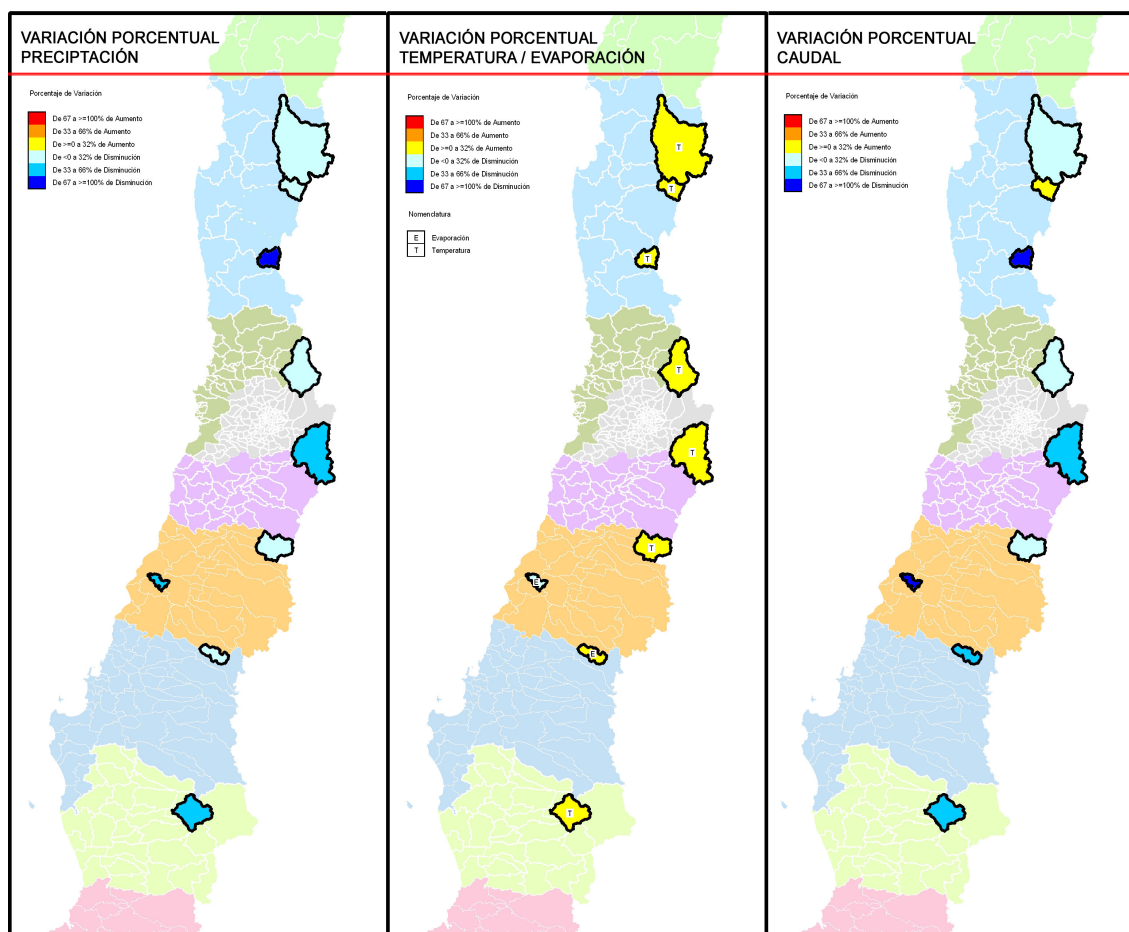 VARIACIÓN PORCENTUAL
PRECIPTACIÓN
Porcentaje de Variación
De 67 a >=100% de Aumento
De 33 a 66% de Aumento
De >=0 a 32% de Aumento
De <0 a 32% de Disminución
De 33 a 66% de Disminución
De 67 a >=100% de Disminución
VARIACIÓN PORCENTUAL
TEMPERATURA / EVAPORACIÓN
Porcentaje de Variación
De 67 a >=100% de Aumento
De 33 a 66% de Aumento
De >=0 a 32% de Aumento
De <0 a 32% de Disminución
De 33 a 66% de Disminución
De 67 a >=100% de Disminución
Nomenclatura
E Evaporación
T Temperatura
T
T
T
T
T
T
E
E
T
VARIACIÓN PORCENTUAL
CAUDAL
Porcentaje de Variación
De 67 a >=100% de Aumento
De 33 a 66% de Aumento
De >=0 a 32% de Aumento
De <0 a 32% de Disminución
De 33 a 66% de Disminución
De 67 a >=100% de Disminución